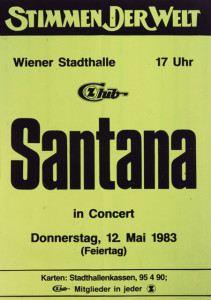 STIMMEN DER WELT
Wiener Stadthalle 17 Uhr
Z Club
Santana
in Concert
Donnerstag, 12. Mai 1983
(Feiertag)
Karten: Stadthallenkassen, 95 4 90;
Club- Mitglieder in jeder Z